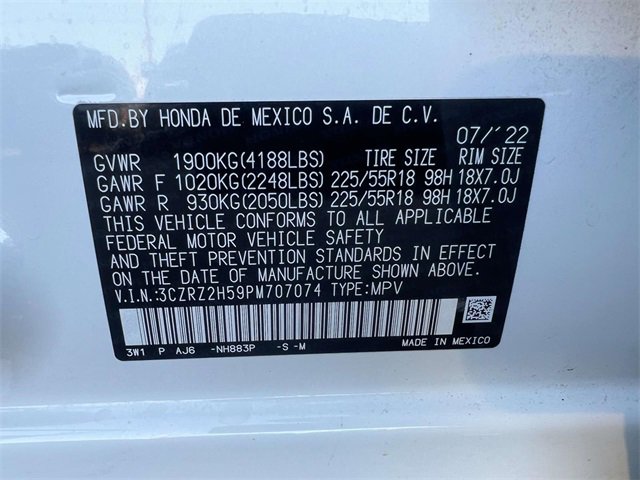 MFD.BY HONDA DE MEXICO S.A. DE C.V.
07/´22
GVWR 1900KG(4188LBS) TIRE SIZE RIM SIZE
GAWR F 1020KG(2248LBS) 225/55R18 98H 18X7.0J
GAWR R 930KG(2050LBS) 225/55R18 98H 18X7.0J
THIS VEHICLE CONFORMS TO ALL APPLICABLE
FEDERAL MOTOR VEHICLE SAFETY
AND THEFT PREVENTION STANDARDS IN EFFECT
ON THE DATE OF MANUFACTURE SHOWN ABOVE.
V.I.N.:3CZRZ2H59PM707074 TYPE:MPV
3W1 P AJ6 -NH883P -S -M MADE IN MEXICO